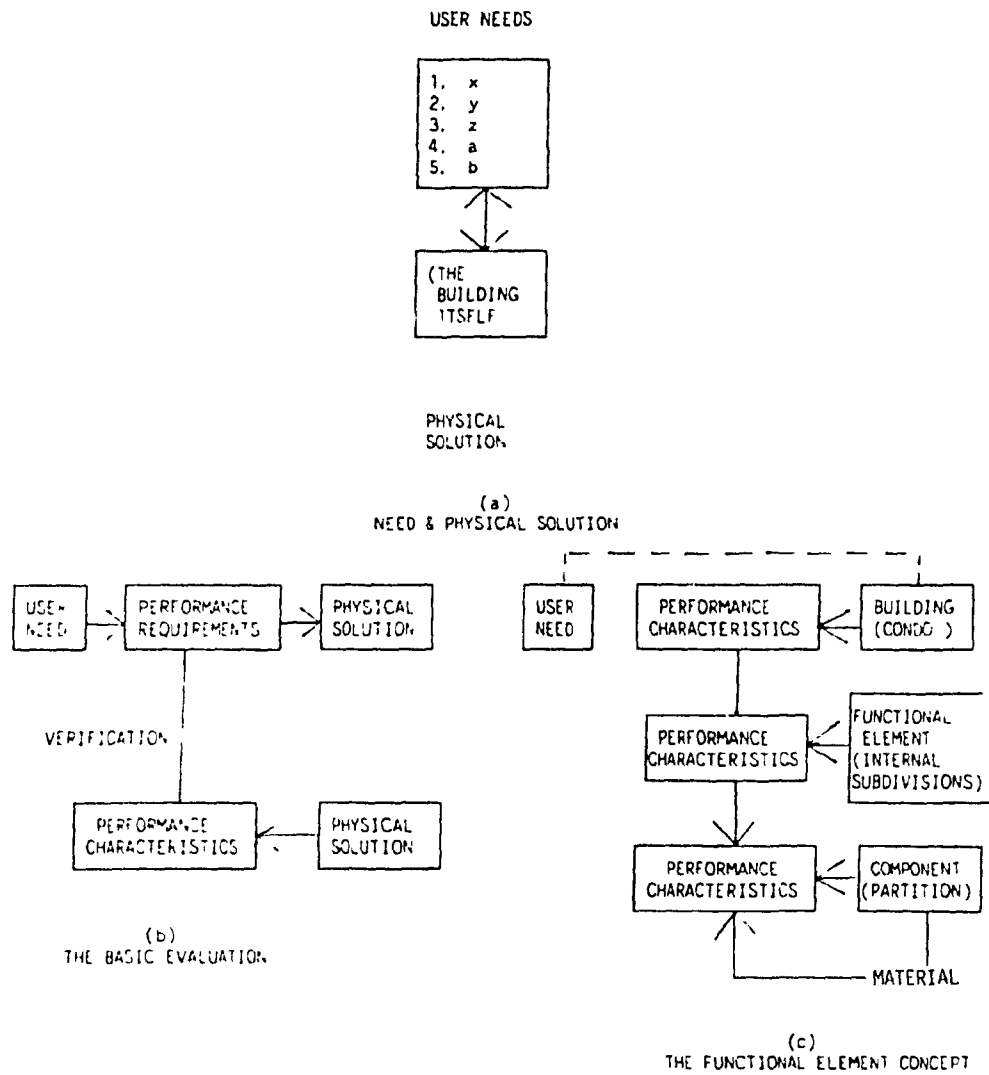 USER NEEDS
1. x
2. y
3. z
4. a
5. b
(THE
BUILDING
ITSELF
PHYSICAL
SOLUTION
(a)
NEED & PHYSICAL SOLUTION
USER
NEED
PERFORMANCE
REQUIREMENTS
PHYSICAL
SOLUTION
VERIFICATION
PERFORMANCE
CHARACTERISTICS
PHYSICAL
SOLUTION
(b)
THE BASIC EVALUATION
USER
NEED
PERFORMANCE
CHARACTERISTICS
BUILDING
(CONDO )
PERFORMANCE
CHARACTERISTICS
FUNCTIONAL
ELEMENT
(INTERNAL
SUBDIVISIONS)
PERFORMANCE
CHARACTERISTICS
COMPONENT
(PARTITION)
MATERIAL
(c)
THE FUNCTIONAL ELEMENT CONCEPT